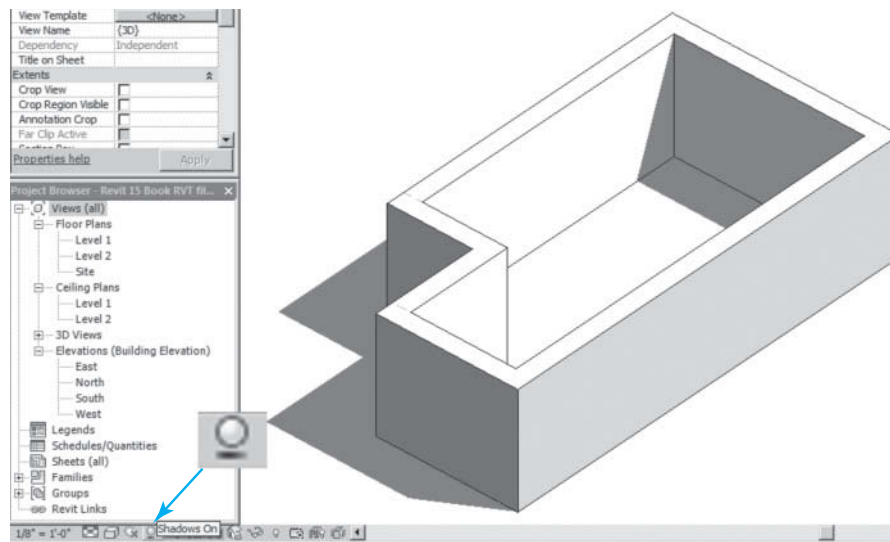 View Template <None>
View Name {3D}
Dependency Independent
Title on Sheet
Extents
Crop View
Crop Region Visible
Annotation Crop
Far Clip Active
Section Box
Properties help Apply
Project Browser - Revit 15 Book RVT fil...
Views (all)
Floor Plans
Level 1
Level 2
Site
Ceiling Plans
Level 1
Level 2
3D Views
Elevations (Building Elevation)
East
North
South
West
Legends
Schedules/Quantities
Sheets (all)
Families
Groups
Revit Links
1/8" = 1'-0" Shadows On